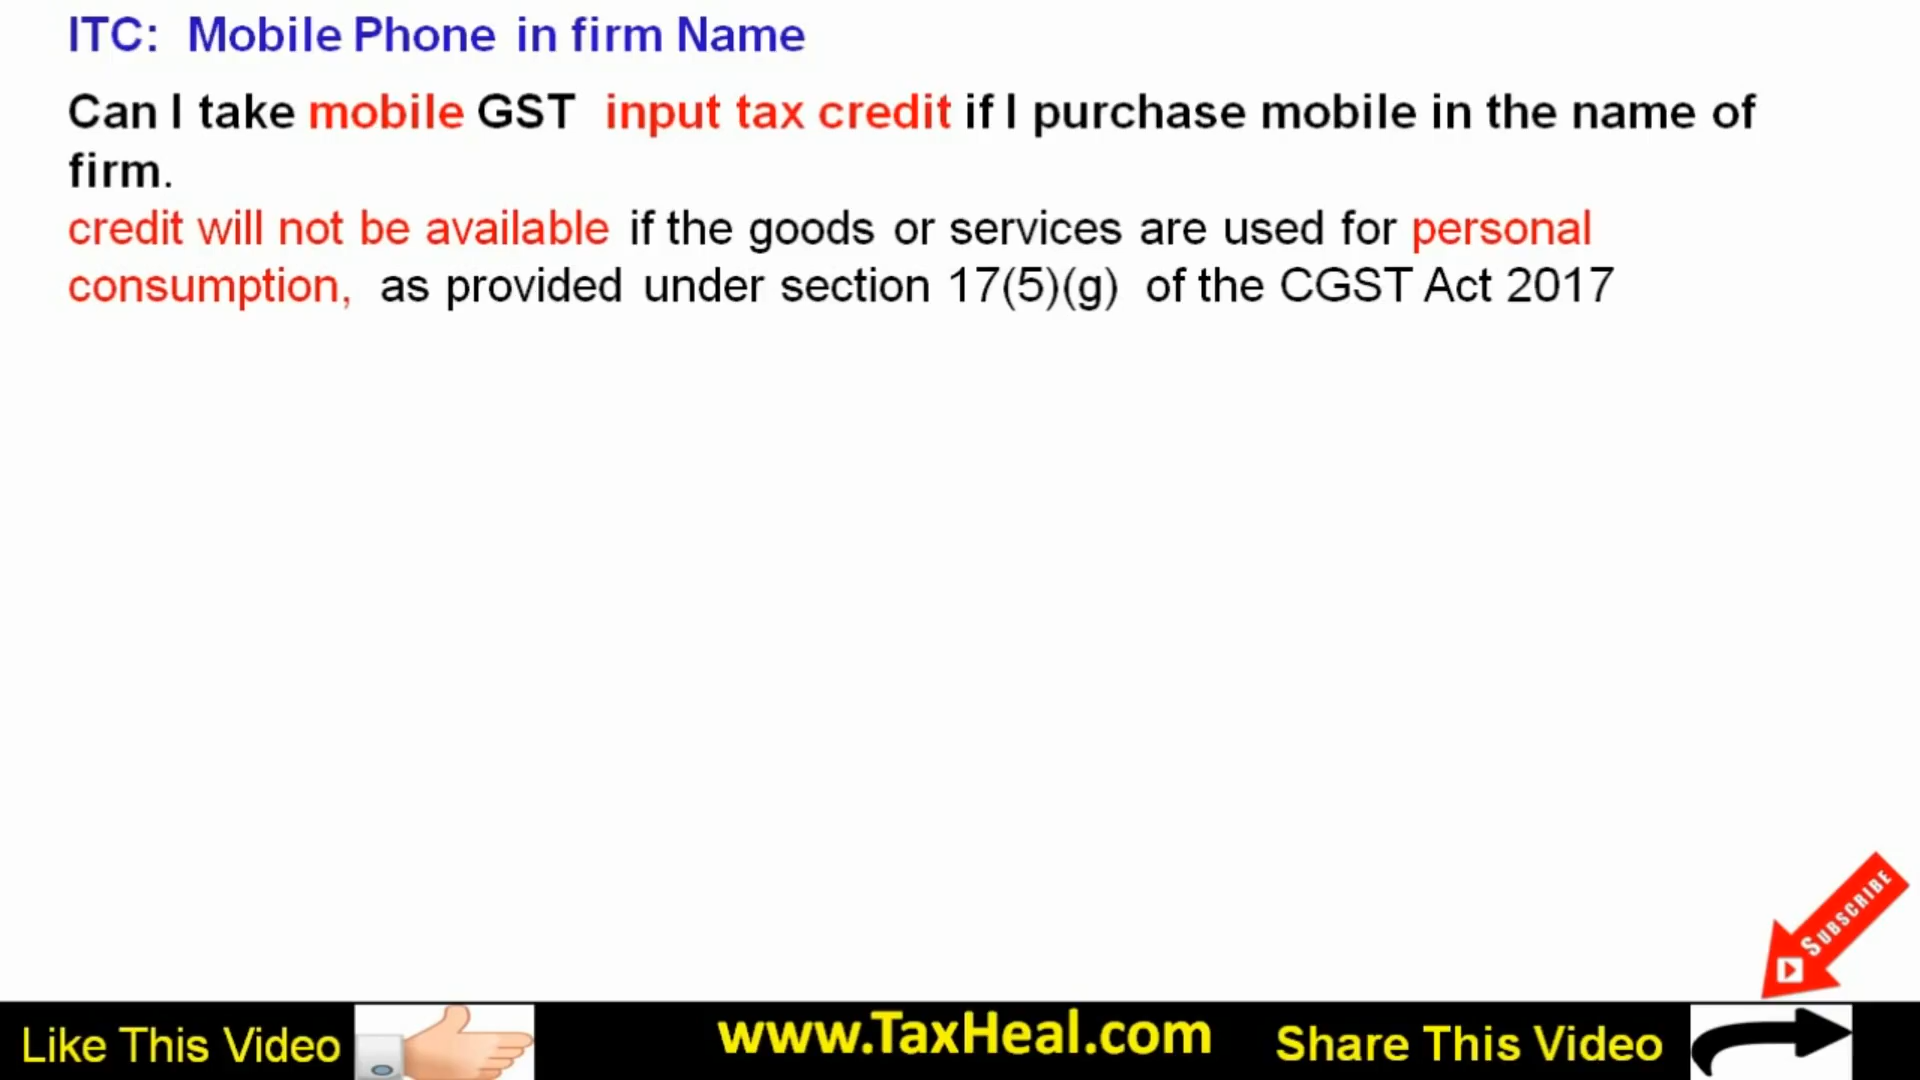 ITC: Mobile Phone in firm Name
Can I take mobile GST input tax credit if I purchase mobile in the name of
firm.
credit will not be available if the goods or services are used for personal
consumption, as provided under section 17(5)(g) of the CGST Act 2017
SUBSCRIBE
Like This Video
www.TaxHeal.com
Share This Video